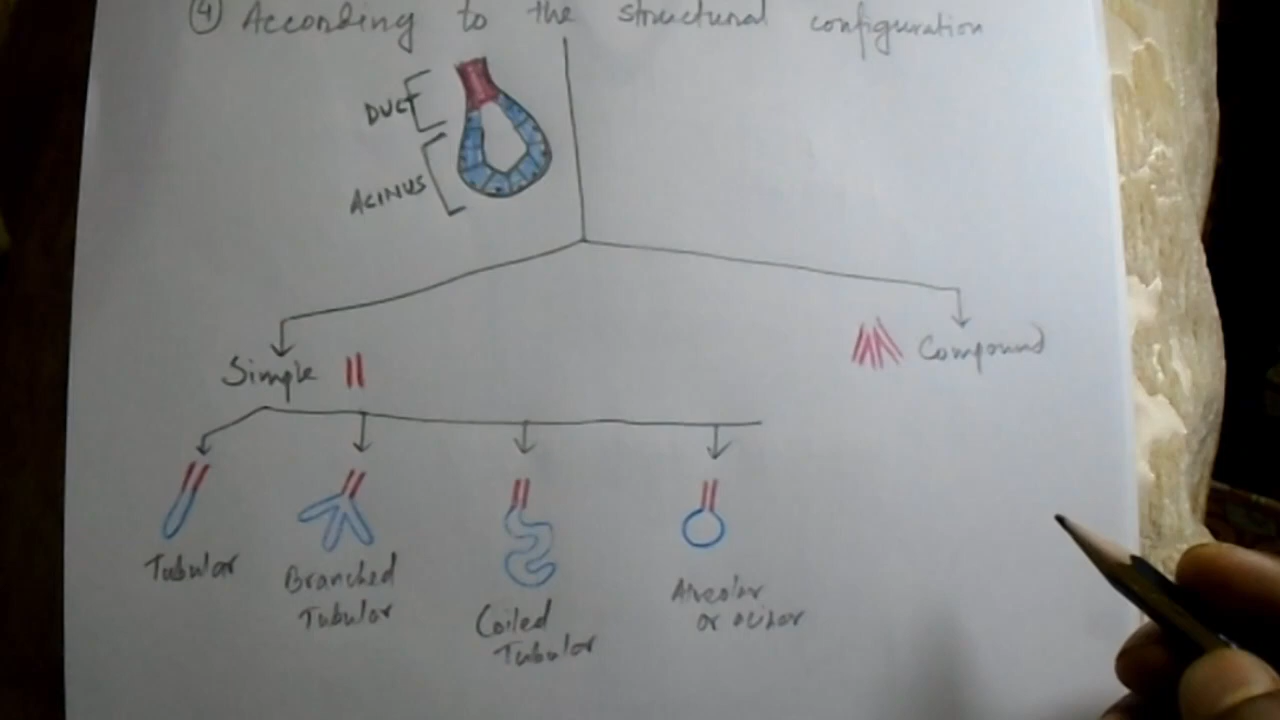 ④ According to the structural configuration
DUCT
ACINUS
Simple
Compound
Tubular
Branched
Tubular
Coiled
Tubular
Alveolar
or acinar